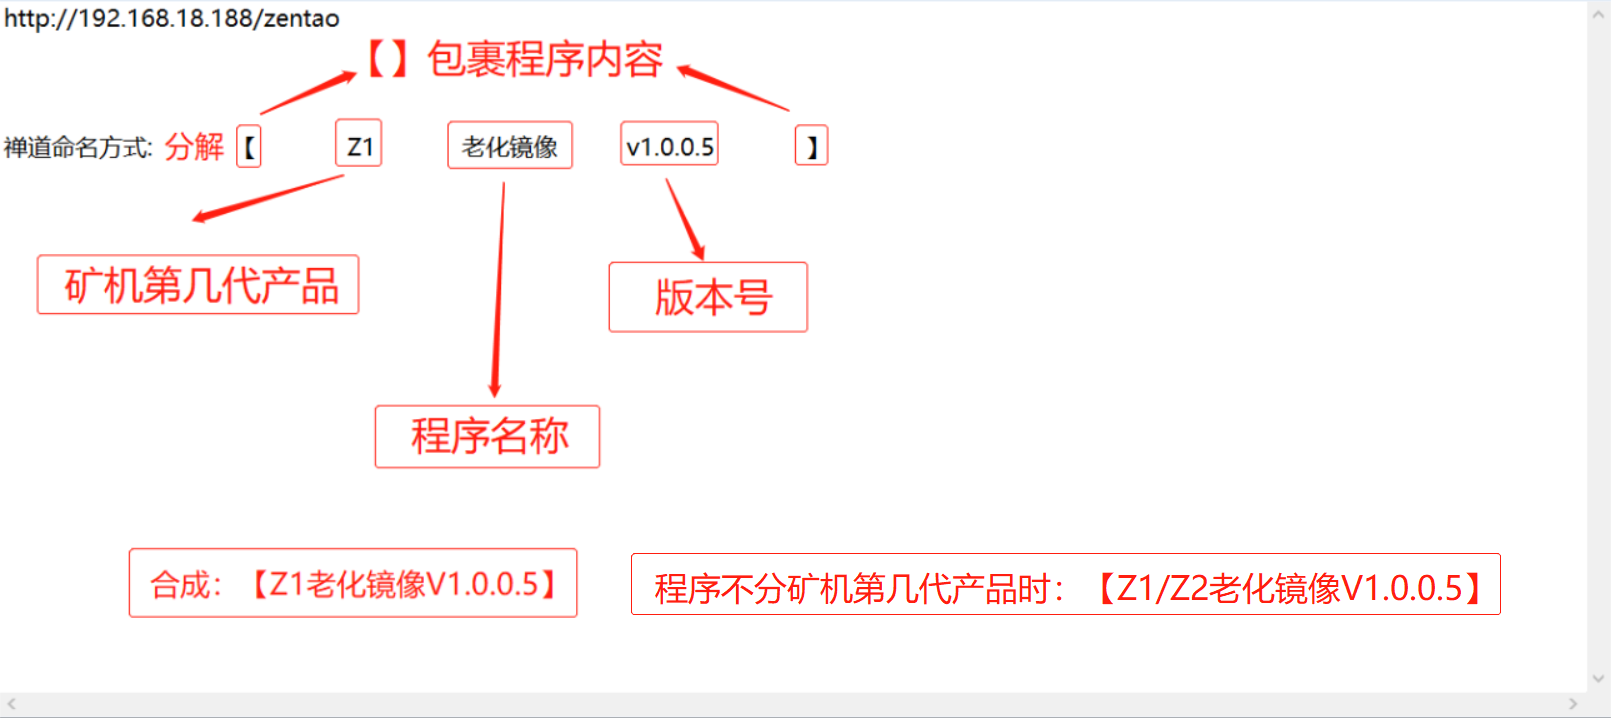 http://192.168.18.188/zentao
【】包裹程序内容
禅道命名方式: 分解 【 Z1 老化镜像 v1.0.0.5 】
矿机第几代产品
版本号
程序名称
合成：【Z1老化镜像V1.0.0.5】
程序不分矿机第几代产品时：【Z1/Z2老化镜像V1.0.0.5】